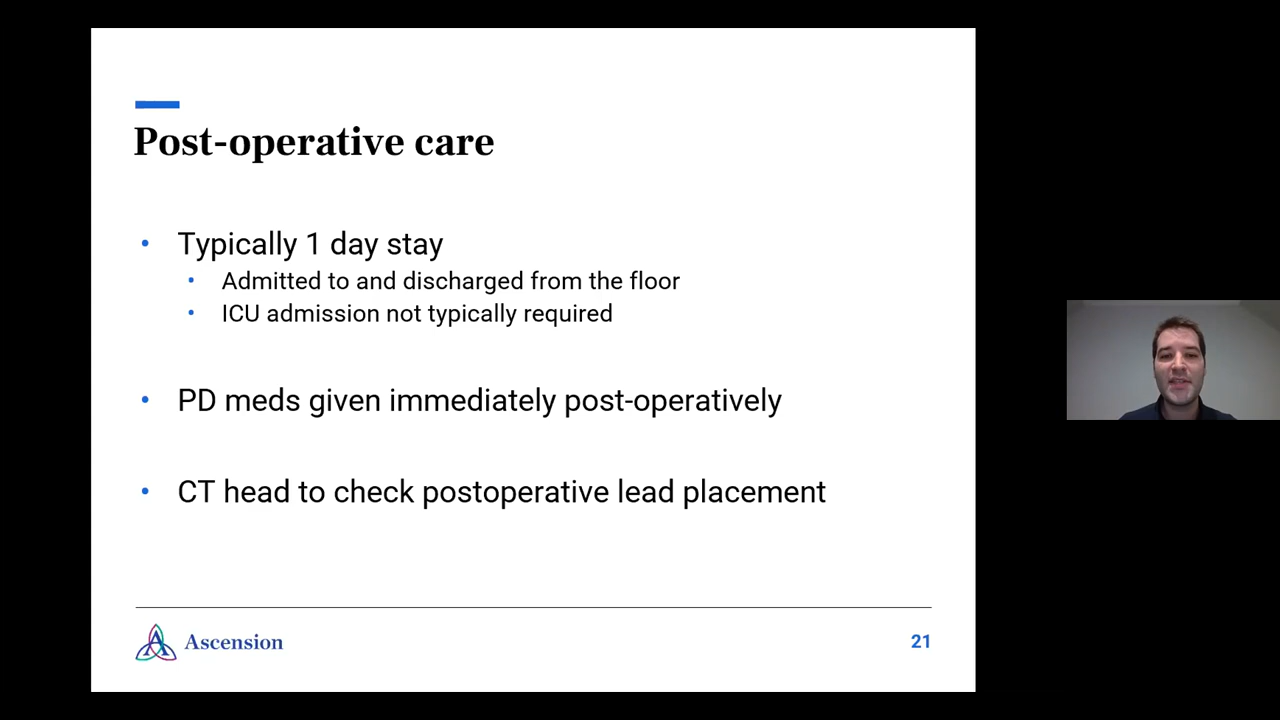 Post-operative care
Typically 1 day stay
Admitted to and discharged from the floor
ICU admission not typically required
PD meds given immediately post-operatively
CT head to check postoperative lead placement
Ascension
21